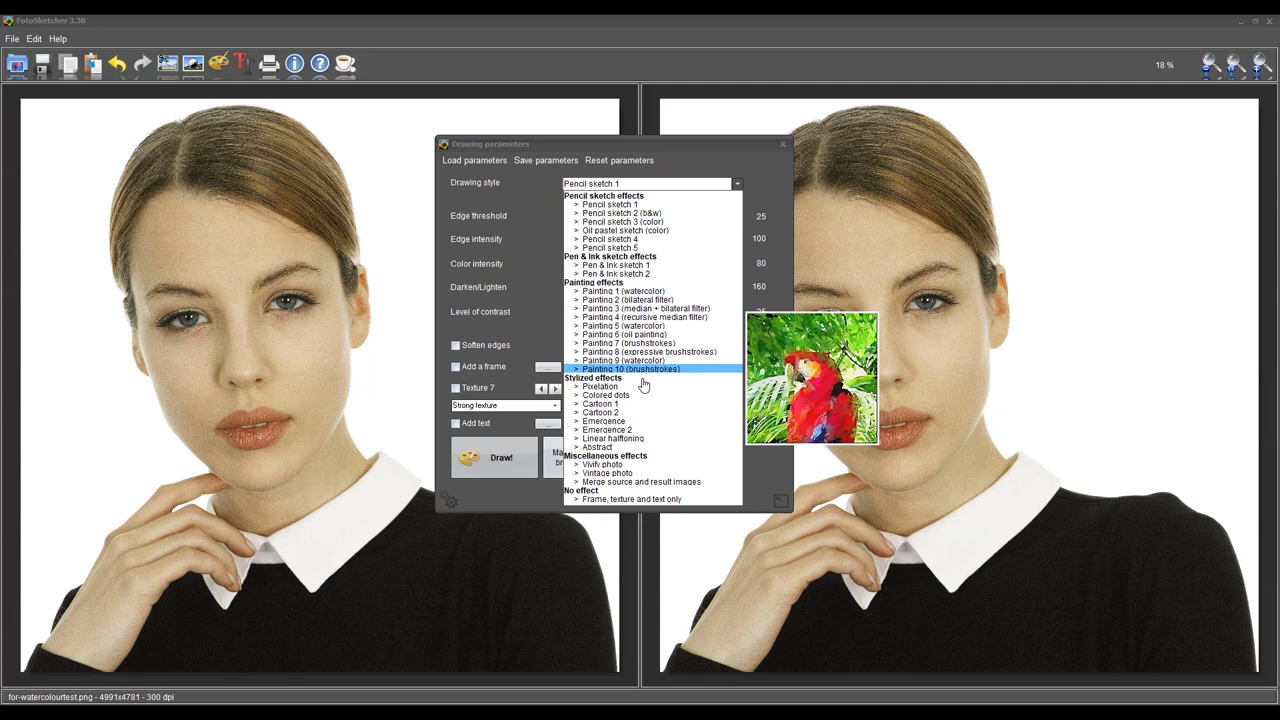 FotoSketcher 3.30
File Edit Help
18 %
Drawing parameters
Load parameters Save parameters Reset parameters
Drawing style
Pencil sketch 1
Pencil sketch effects
> Pencil sketch 1
> Pencil sketch 2 (b&w)
> Pencil sketch 3 (color)
> Oil pastel sketch (color)
> Pencil sketch 4
> Pencil sketch 5
Pen & Ink sketch effects
> Pen & Ink sketch 1
> Pen & Ink sketch 2
Painting effects
> Painting 1 (watercolor)
> Painting 2 (bilateral filter)
> Painting 3 (median + bilateral filter)
> Painting 4 (recursive median filter)
> Painting 5 (watercolor)
> Painting 6 (oil painting)
> Painting 7 (brushstrokes)
> Painting 8 (expressive brushstrokes)
> Painting 9 (watercolor)
> Painting 10 (brushstrokes)
Stylized effects
> Pixelation
> Colored dots
> Cartoon 1
> Cartoon 2
> Emergence
> Emergence 2
> Linear halftoning
> Abstract
Miscellaneous effects
> Vivify photo
> Vintage photo
> Merge source and result images
No effect
> Frame, texture and text only
Edge threshold
25
Edge intensity
100
Color intensity
80
Darken/Lighten
160
Level of contrast
Soften edges
Add a frame
...
Texture 7
Strong texture
Add text
...
Draw!
for-watercolourtest.png - 4991x4781 - 300 dpi